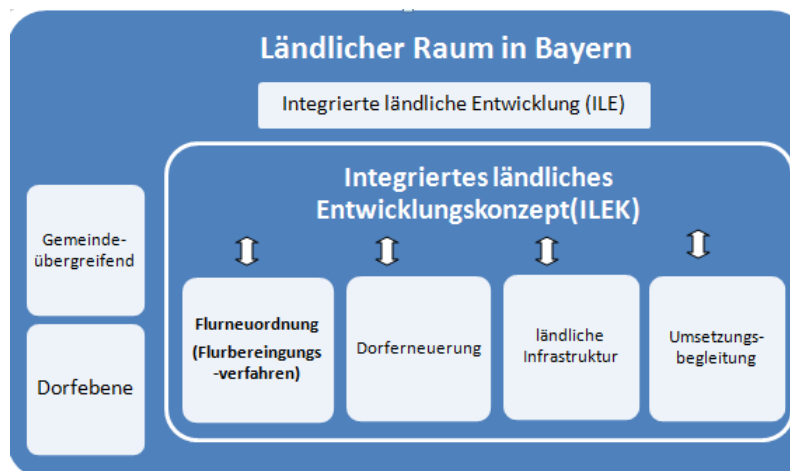 Ländlicher Raum in Bayern
Integrierte ländliche Entwicklung (ILE)
Integriertes ländliches
Entwicklungskonzept(ILEK)
Gemeinde-
übergreifend
Dorfebene
Flurneuordnung
(Flurbereingungs
-verfahren)
Dorferneuerung
ländliche
Infrastruktur
Umsetzungs-
begleitung